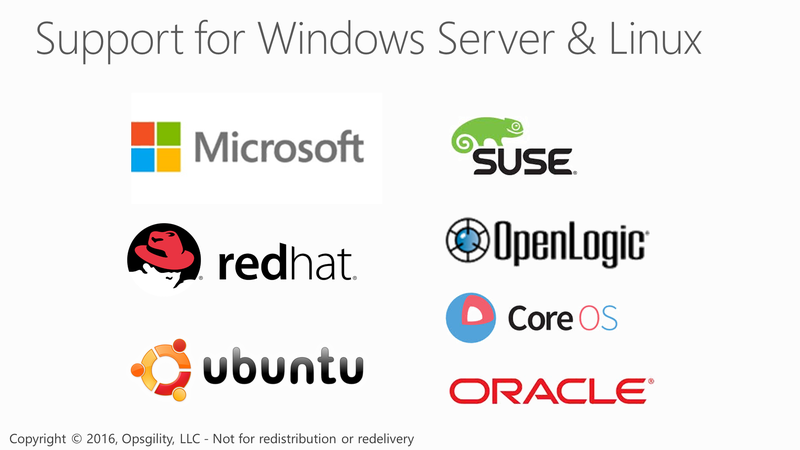 Support for Windows Server & Linux
Microsoft
SUSE®
redhat®
OpenLogic®
ubuntu
Core OS
ORACLE®
Copyright © 2016, Opsgility, LLC - Not for redistribution or redelivery